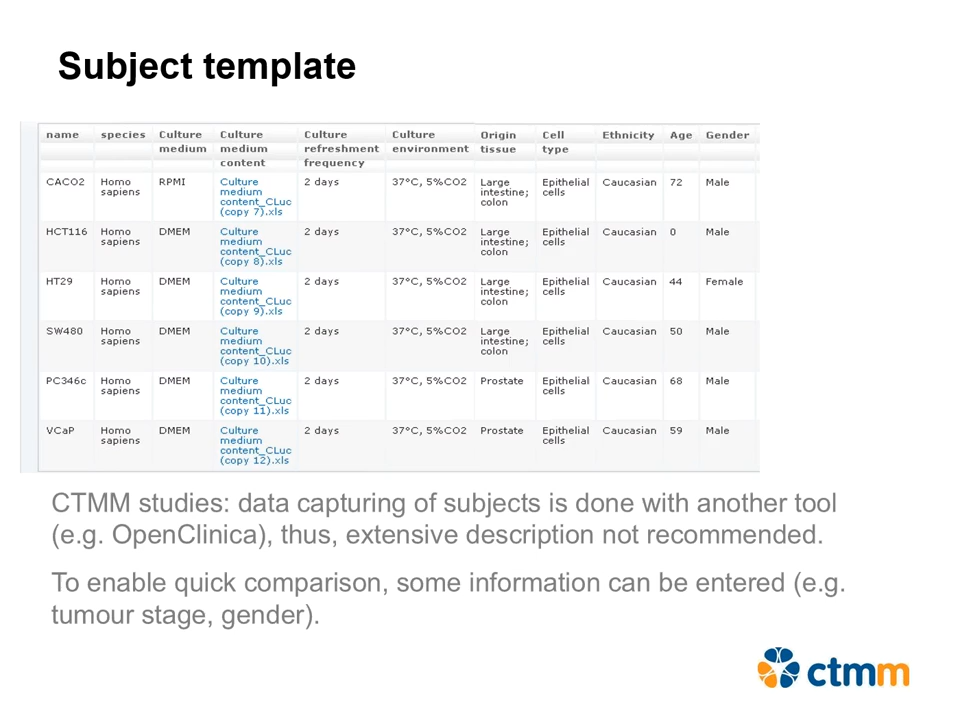 Subject template
name species Culture Culture Culture Culture Origin Cell Ethnicity Age Gender
medium medium refreshment environment tissue type
content frequency
CACO2 Homo RPMI Culture 2 days 37°C, 5%CO2 Large Epithelial Caucasian 72 Male
sapiens medium intestine; cells
content_CLuc colon
(copy 7).xls
HCT116 Homo DMEM Culture 2 days 37°C, 5%CO2 Large Epithelial Caucasian 0 Male
sapiens medium intestine; cells
content_CLuc colon
(copy 8).xls
HT29 Homo DMEM Culture 2 days 37°C, 5%CO2 Large Epithelial Caucasian 44 Female
sapiens medium intestine; cells
content_CLuc colon
(copy 9).xls
SW480 Homo DMEM Culture 2 days 37°C, 5%CO2 Large Epithelial Caucasian 50 Male
sapiens medium intestine; cells
content_CLuc colon
(copy 10).xls
PC346c Homo DMEM Culture 2 days 37°C, 5%CO2 Prostate Epithelial Caucasian 68 Male
sapiens medium cells
content_CLuc
(copy 11).xls
VCaP Homo DMEM Culture 2 days 37°C, 5%CO2 Prostate Epithelial Caucasian 59 Male
sapiens medium cells
content_CLuc
(copy 12).xls
CTMM studies: data capturing of subjects is done with another tool
(e.g. OpenClinica), thus, extensive description not recommended.
To enable quick comparison, some information can be entered (e.g.
tumour stage, gender).
ctmm